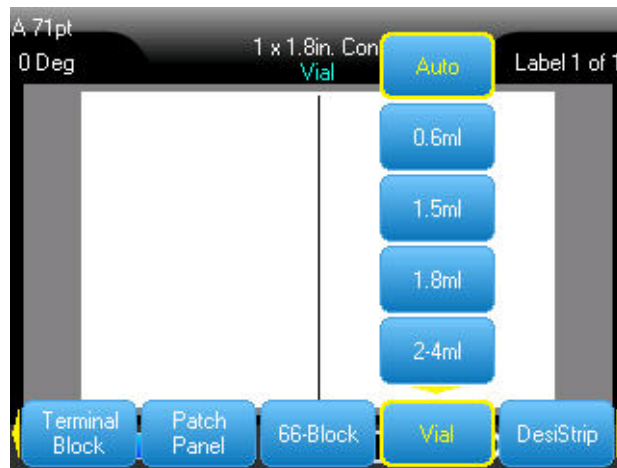 A 71pt
0 Deg
1 x 1.8in. Con
Vial
Label 1 of 1
Auto
0.6ml
1.5ml
1.8ml
2-4ml
Terminal
Block
Patch
Panel
66-Block
Vial
DesiStrip